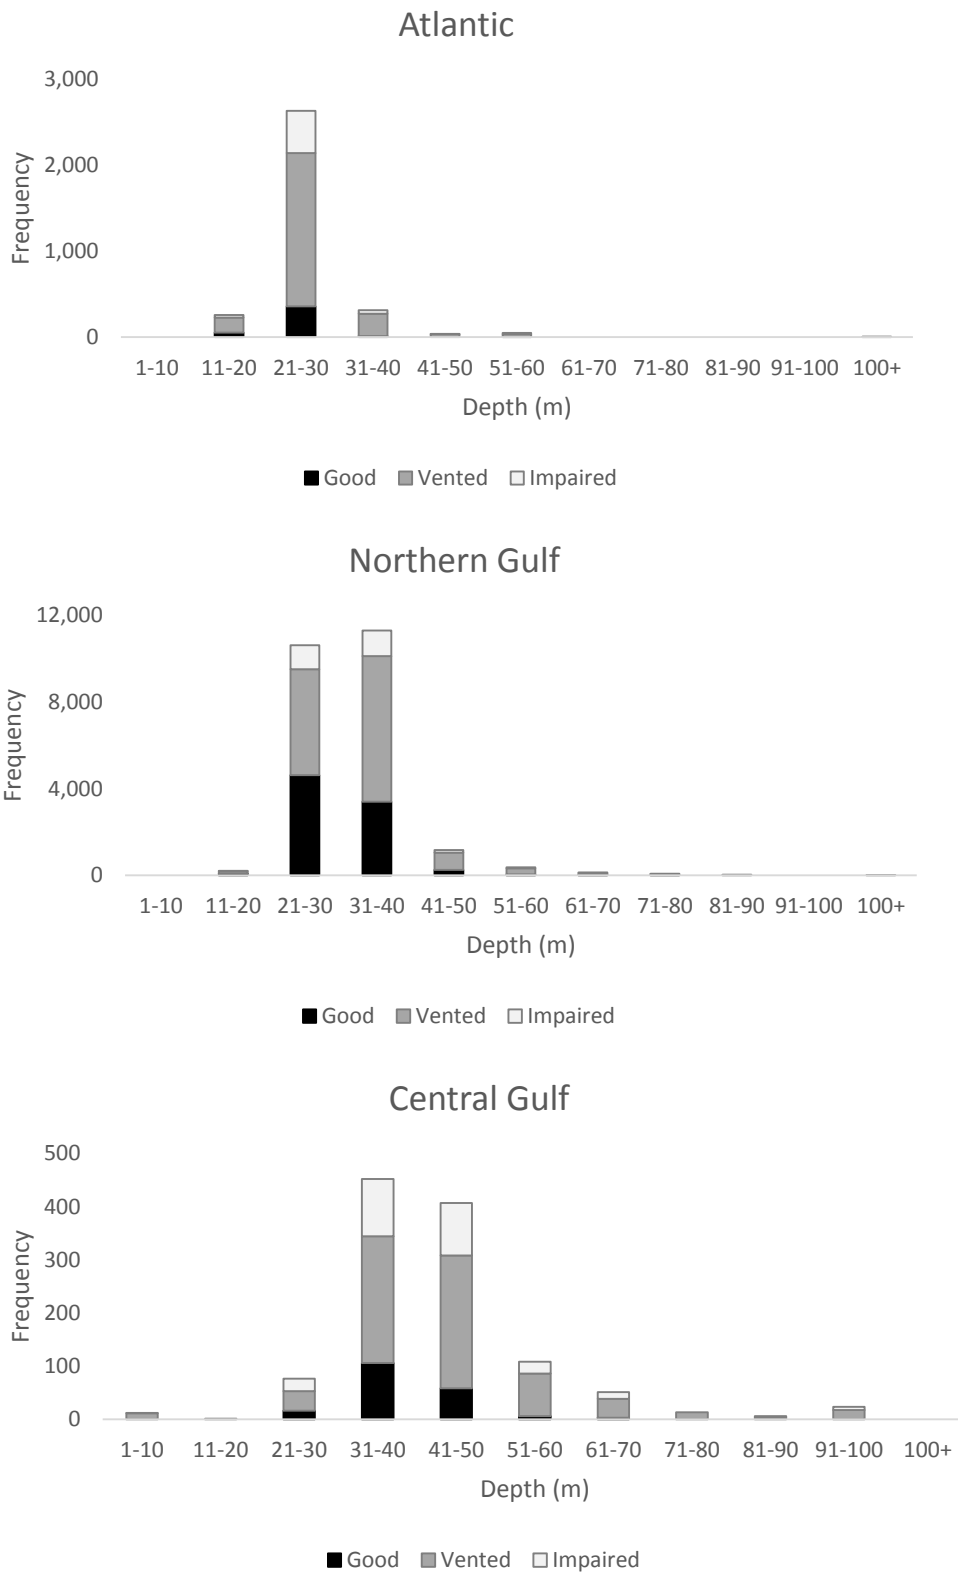 Atlantic
3,000
2,000
1,000
0
Frequency
1-10 11-20 21-30 31-40 41-50 51-60 61-70 71-80 81-90 91-100 100+
Depth (m)
Good Vented Impaired
Northern Gulf
12,000
8,000
4,000
0
Frequency
1-10 11-20 21-30 31-40 41-50 51-60 61-70 71-80 81-90 91-100 100+
Depth (m)
Good Vented Impaired
Central Gulf
500
400
300
200
100
0
Frequency
1-10 11-20 21-30 31-40 41-50 51-60 61-70 71-80 81-90 91-100 100+
Depth (m)
Good Vented Impaired